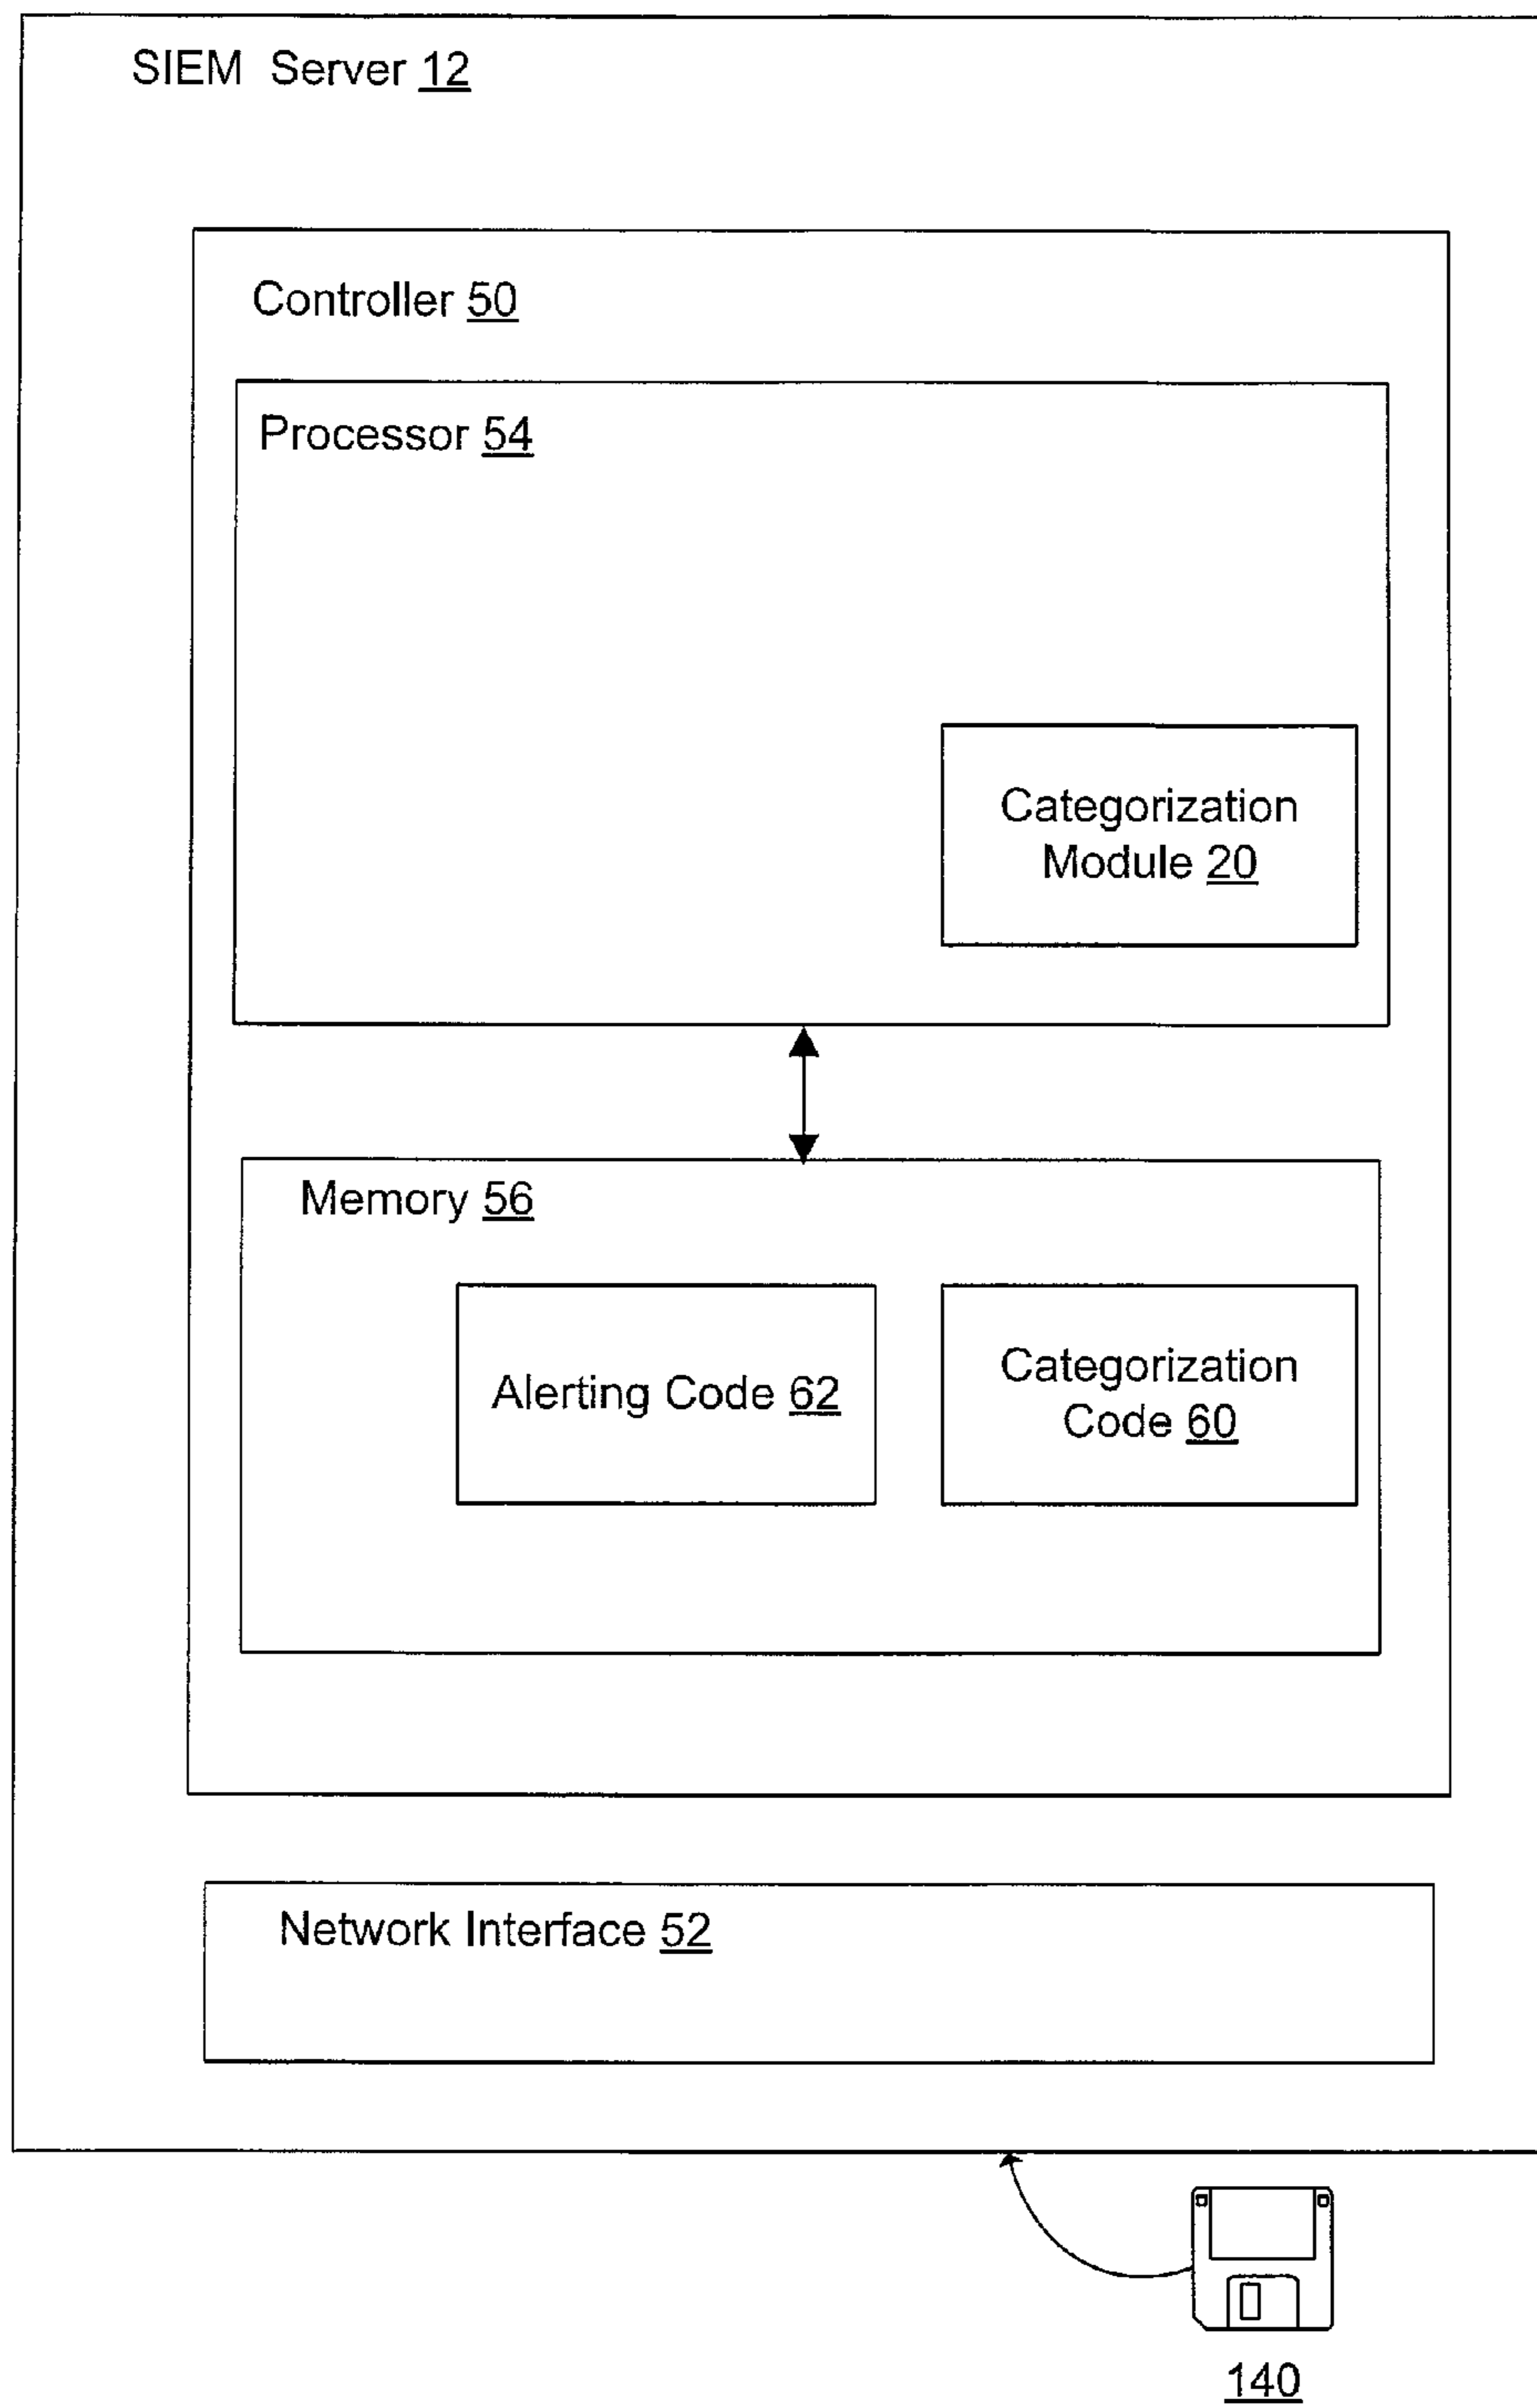 SIEM Server 12
Controller 50
Processor 54
Categorization
Module 20
Memory 56
Alerting Code 62
Categorization
Code 60
Network Interface 52
140